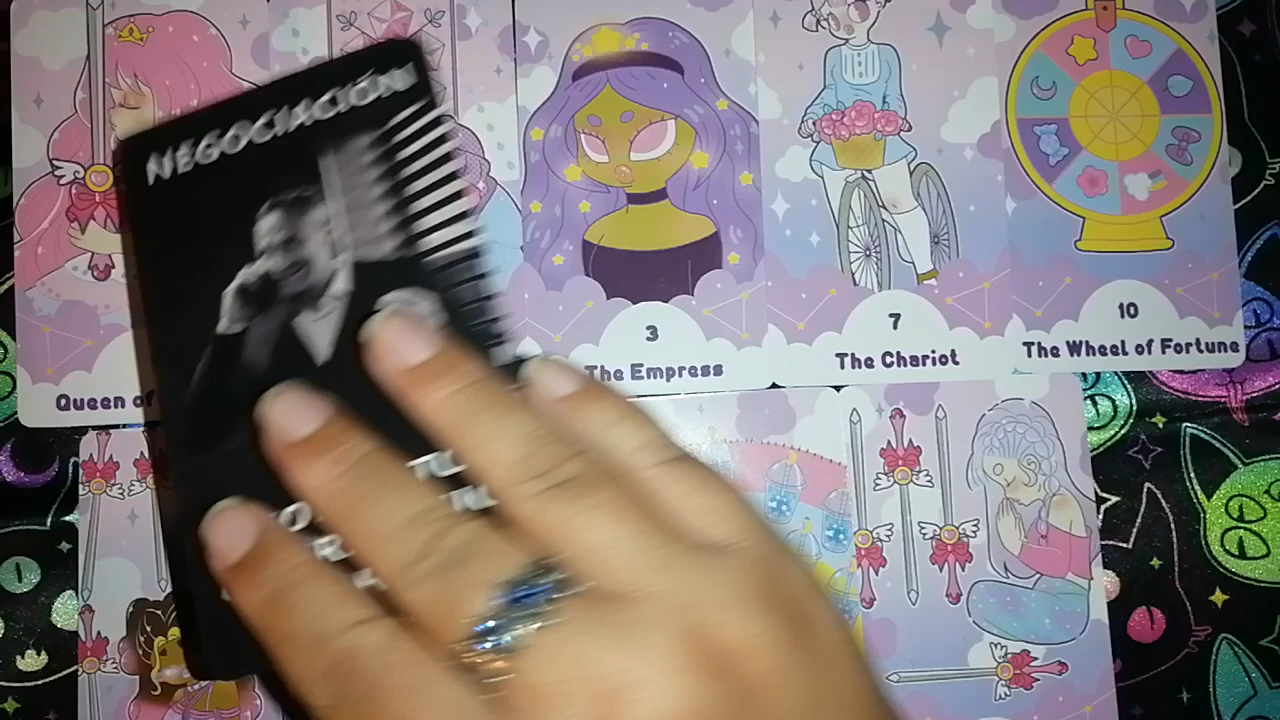 NEGOCIACIÓN
3
The Empress
7
The Chariot
10
The Wheel of Fortune
Queen of